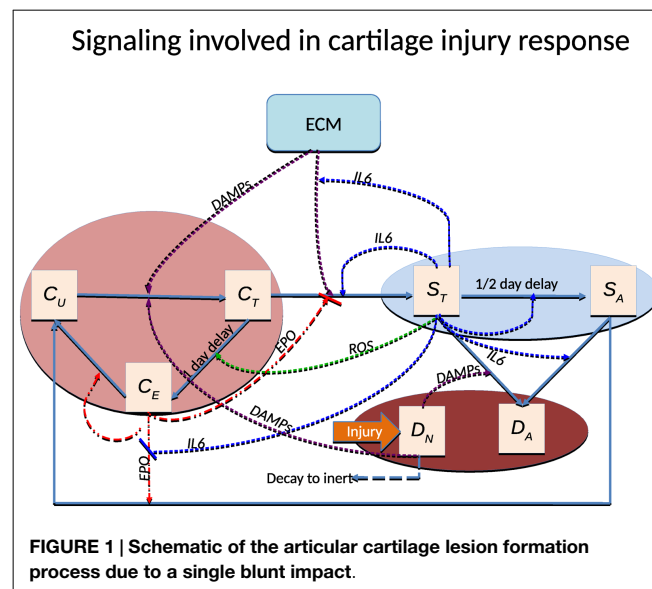 Signaling involved in cartilage injury response
ECM
DAMPs
IL6
IL6
C_U
C_T
S_T
1/2 day delay
S_A
1 day delay
EPO
ROS
IL6
DAMPs
C_E
DAMPs
Injury
D_N
D_A
IL6
EPO
Decay to inert
FIGURE 1 | Schematic of the articular cartilage lesion formation
process due to a single blunt impact.